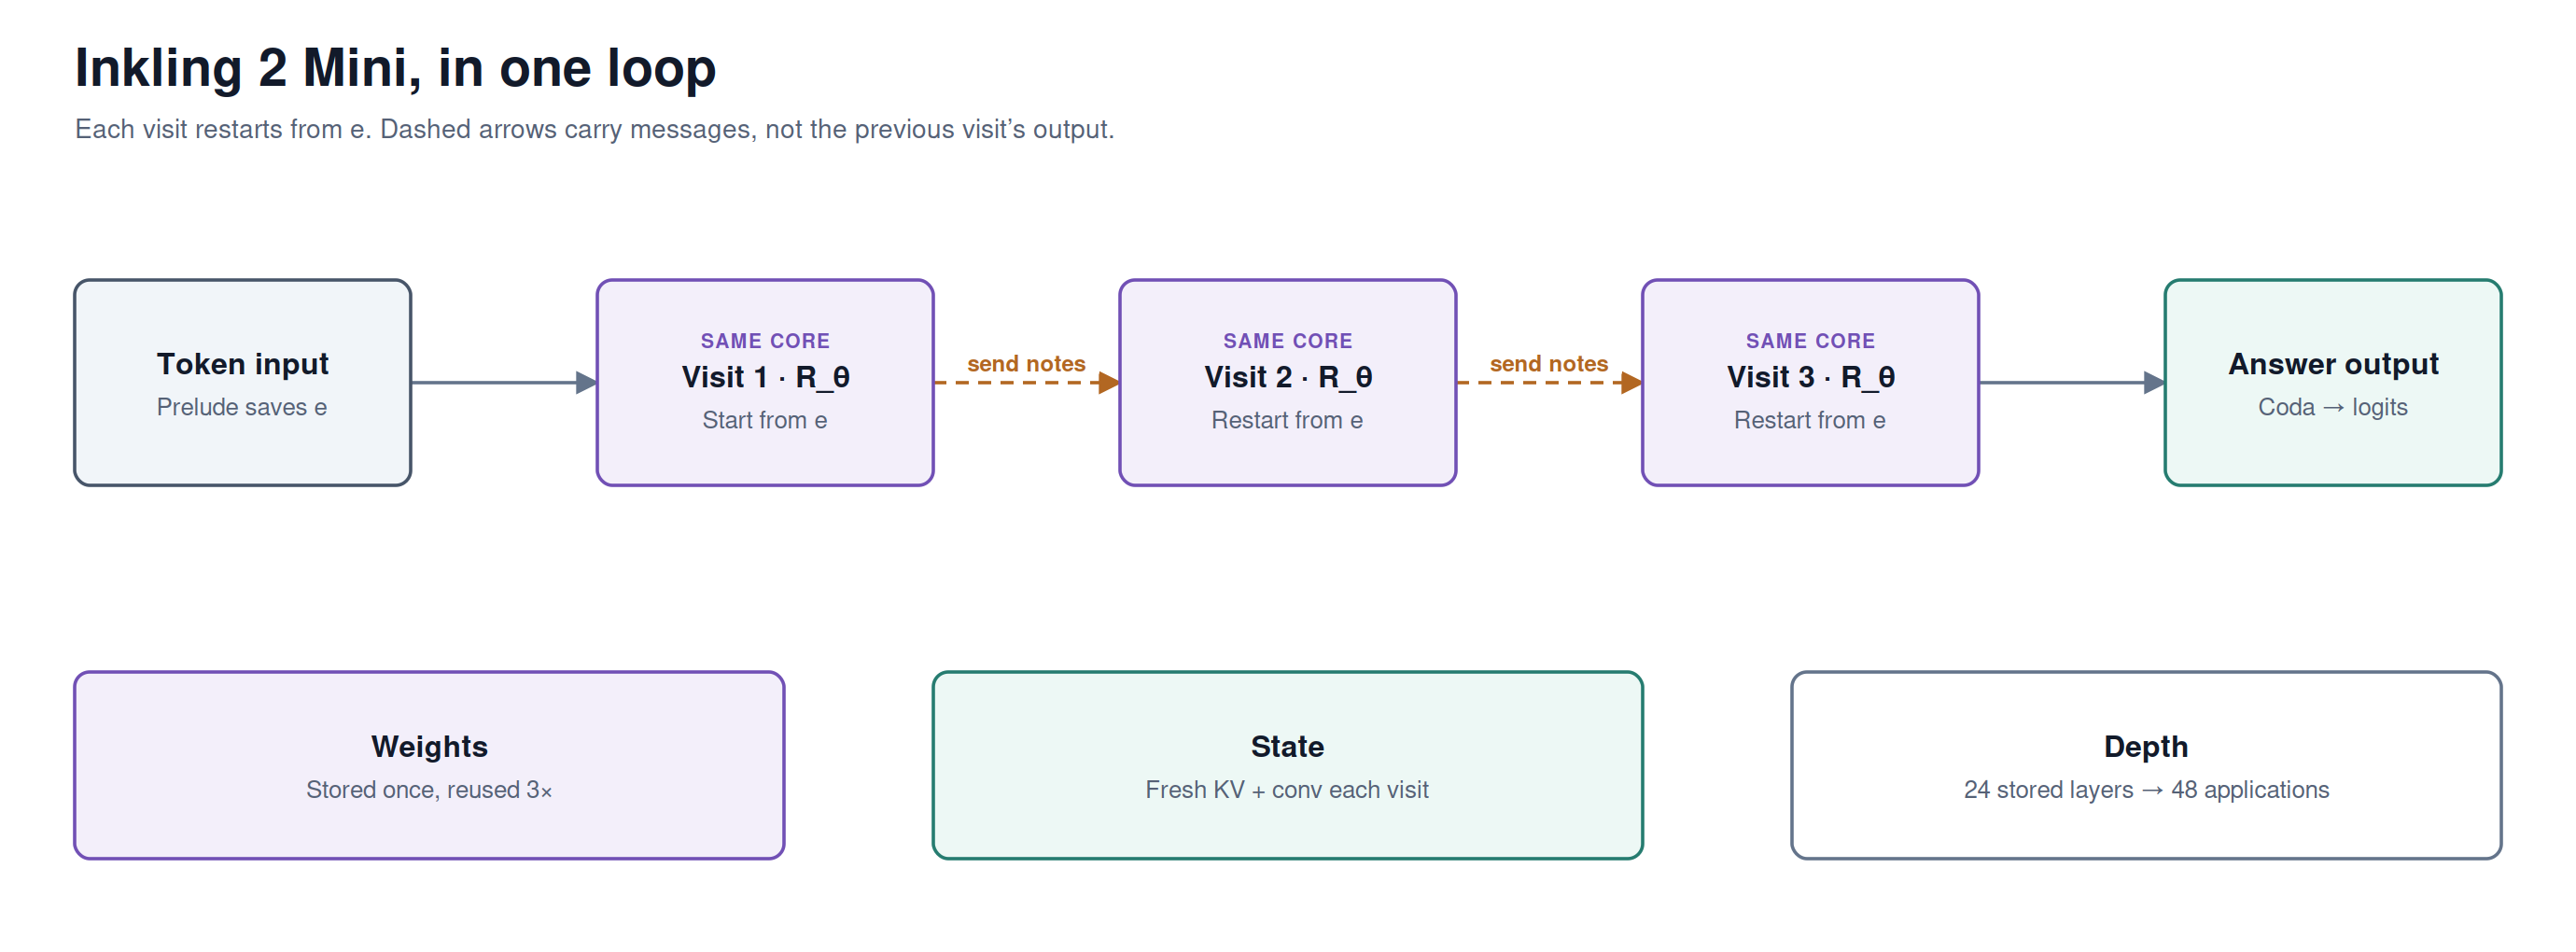 Inkling 2 Mini, in one loop
Each visit restarts from e. Dashed arrows carry messages, not the previous visit’s output.
Token input
Prelude saves e
SAME CORE
Visit 1 · R_θ
Start from e
send notes
SAME CORE
Visit 2 · R_θ
Restart from e
send notes
SAME CORE
Visit 3 · R_θ
Restart from e
Answer output
Coda → logits
Weights
Stored once, reused 3×
State
Fresh KV + conv each visit
Depth
24 stored layers → 48 applications